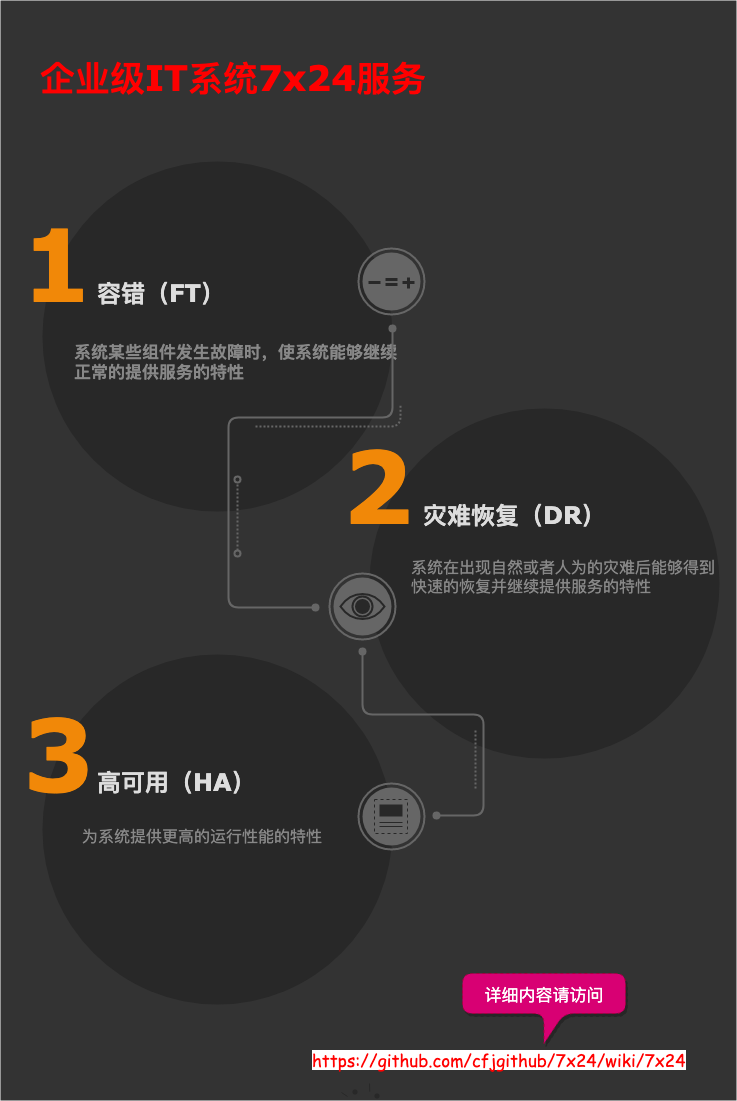 企业级IT系统7x24服务
1 容错（FT）
系统某些组件发生故障时，使系统能够继续
正常的提供服务的特性
2 灾难恢复（DR）
系统在出现自然或者人为的灾难后能够得到
快速的恢复并继续提供服务的特性
3 高可用（HA）
为系统提供更高的运行性能的特性
详细内容请访问
https://github.com/cfjgithub/7x24/wiki/7x24